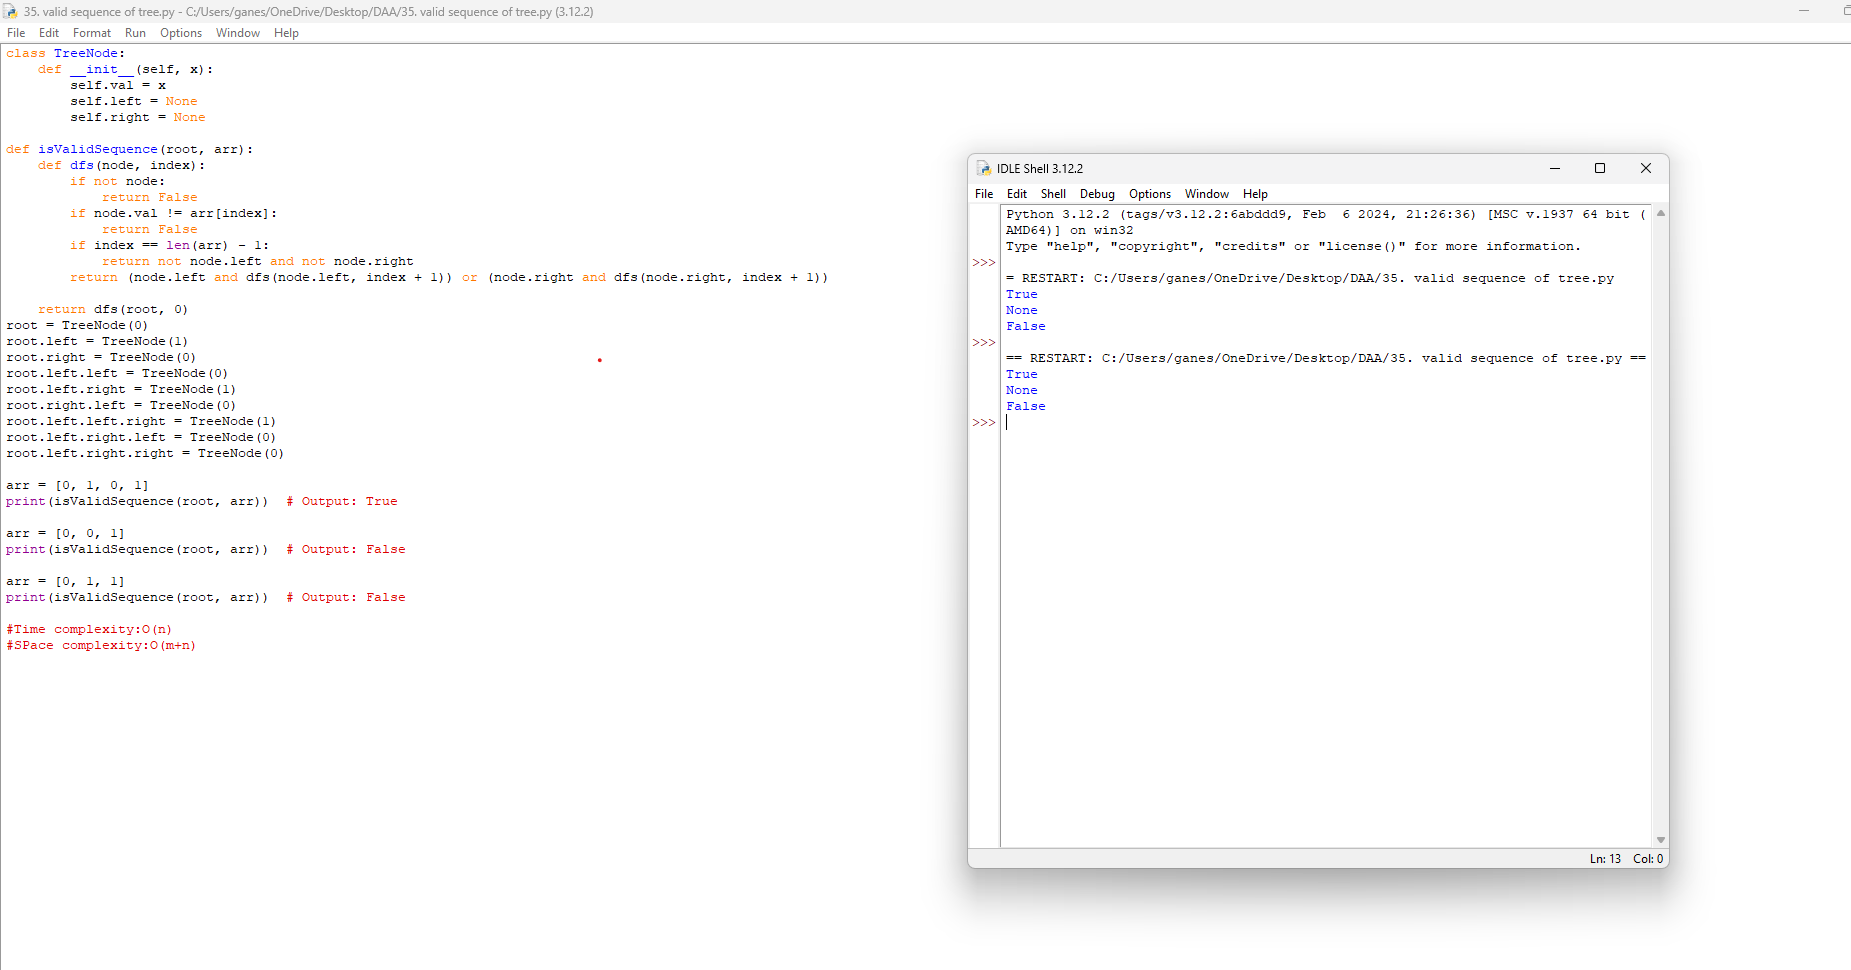 35. valid sequence of tree.py - C:/Users/ganes/OneDrive/Desktop/DAA/35. valid sequence of tree.py (3.12.2)
File Edit Format Run Options Window Help
class TreeNode:
    def __init__(self, x):
        self.val = x
        self.left = None
        self.right = None

def isValidSequence(root, arr):
    def dfs(node, index):
        if not node:
            return False
        if node.val != arr[index]:
            return False
        if index == len(arr) - 1:
            return not node.left and not node.right
        return (node.left and dfs(node.left, index + 1)) or (node.right and dfs(node.right, index + 1))

    return dfs(root, 0)
root = TreeNode(0)
root.left = TreeNode(1)
root.right = TreeNode(0)
root.left.left = TreeNode(0)
root.left.right = TreeNode(1)
root.right.left = TreeNode(0)
root.left.left.right = TreeNode(1)
root.left.right.left = TreeNode(0)
root.left.right.right = TreeNode(0)

arr = [0, 1, 0, 1]
print(isValidSequence(root, arr))  # Output: True

arr = [0, 0, 1]
print(isValidSequence(root, arr))  # Output: False

arr = [0, 1, 1]
print(isValidSequence(root, arr))  # Output: False

#Time complexity:O(n)
#SPace complexity:O(m+n)
IDLE Shell 3.12.2
File Edit Shell Debug Options Window Help
Python 3.12.2 (tags/v3.12.2:6abddd9, Feb  6 2024, 21:26:36) [MSC v.1937 64 bit (
AMD64)] on win32
Type "help", "copyright", "credits" or "license()" for more information.
>>>
= RESTART: C:/Users/ganes/OneDrive/Desktop/DAA/35. valid sequence of tree.py
True
None
False
>>>
== RESTART: C:/Users/ganes/OneDrive/Desktop/DAA/35. valid sequence of tree.py ==
True
None
False
>>>
Ln: 13 Col: 0